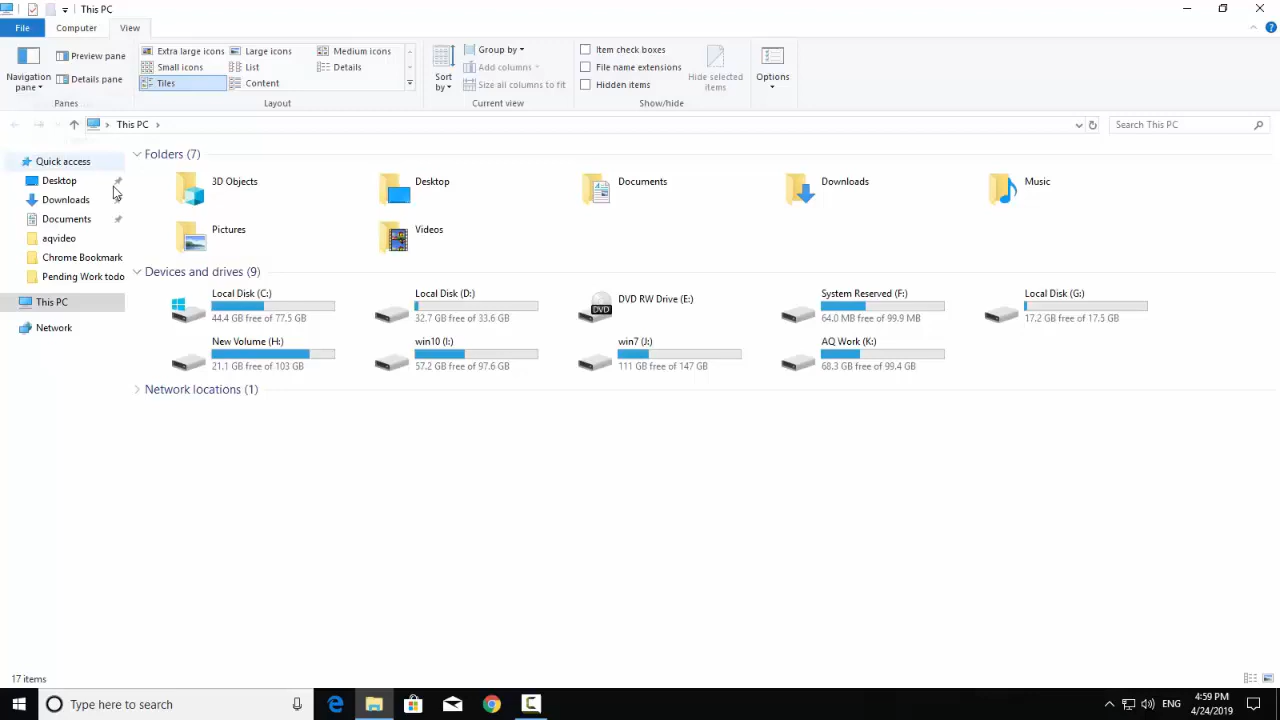 This PC
File
Computer
View
Navigation pane
Preview pane
Details pane
Panes
Extra large icons
Large icons
Medium icons
Small icons
List
Details
Tiles
Content
Layout
Sort by
Group by
Add columns
Size all columns to fit
Current view
Item check boxes
File name extensions
Hidden items
Hide selected items
Show/hide
Options
This PC
Search This PC
Quick access
Desktop
Downloads
Documents
aqvideo
Chrome Bookmark
Pending Work todo
This PC
Network
Folders (7)
3D Objects
Desktop
Documents
Downloads
Music
Pictures
Videos
Devices and drives (9)
Local Disk (C:)
44.4 GB free of 77.5 GB
Local Disk (D:)
32.7 GB free of 33.6 GB
DVD RW Drive (E:)
DVD
System Reserved (F:)
64.0 MB free of 99.9 MB
Local Disk (G:)
17.2 GB free of 17.5 GB
New Volume (H:)
21.1 GB free of 103 GB
win10 (I:)
57.2 GB free of 97.6 GB
win7 (J:)
111 GB free of 147 GB
AQ Work (K:)
68.3 GB free of 99.4 GB
Network locations (1)
17 items
Type here to search
ENG
4:59 PM
4/24/2019